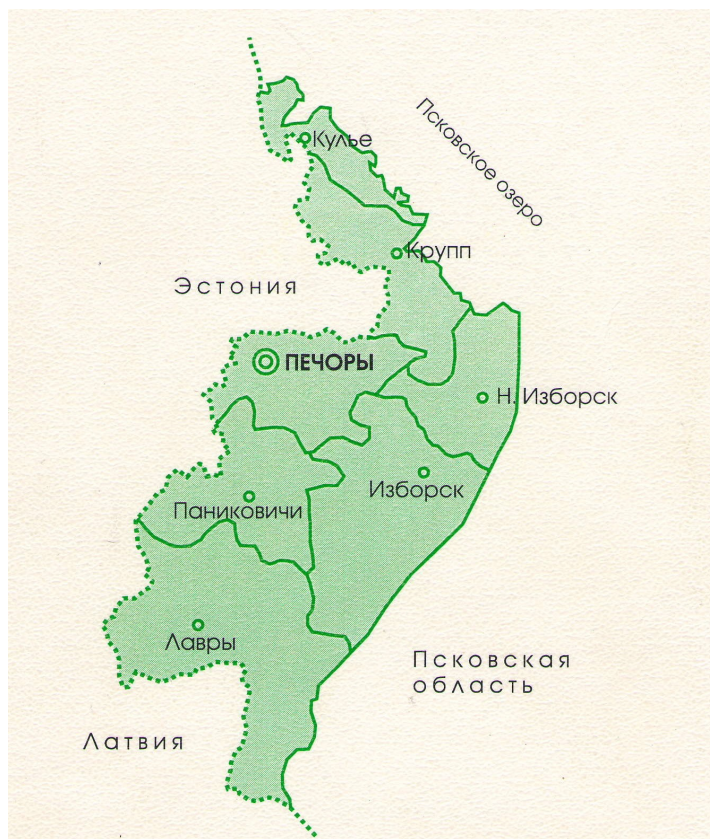 Кулье
Псковское озеро
Крупп
Эстония
ПЕЧОРЫ
Н. Изборск
Изборск
Паниковичи
Лавры
Псковская
область
Латвия